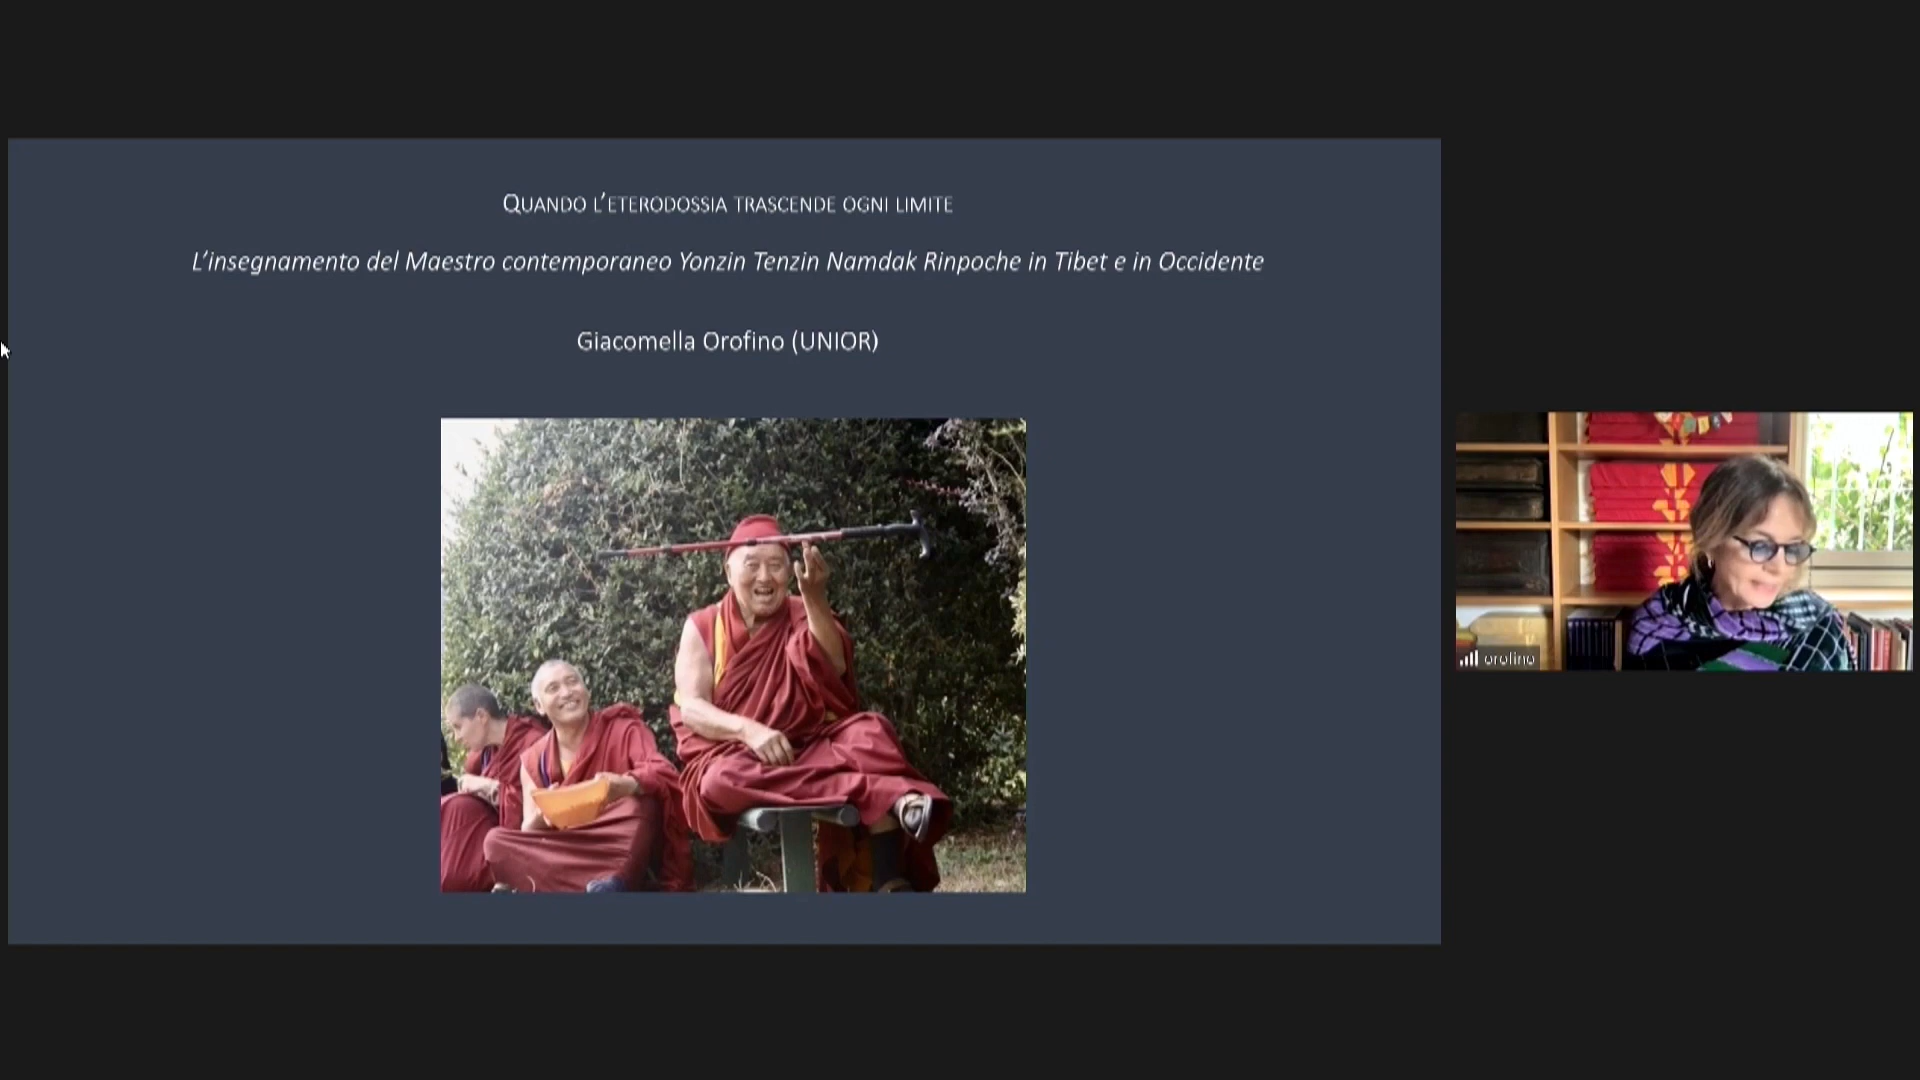 Quando l’eterodossia trascende ogni limite
L’insegnamento del Maestro contemporaneo Yonzin Tenzin Namdak Rinpoche in Tibet e in Occidente
Giacomella Orofino (UNIOR)
orofino